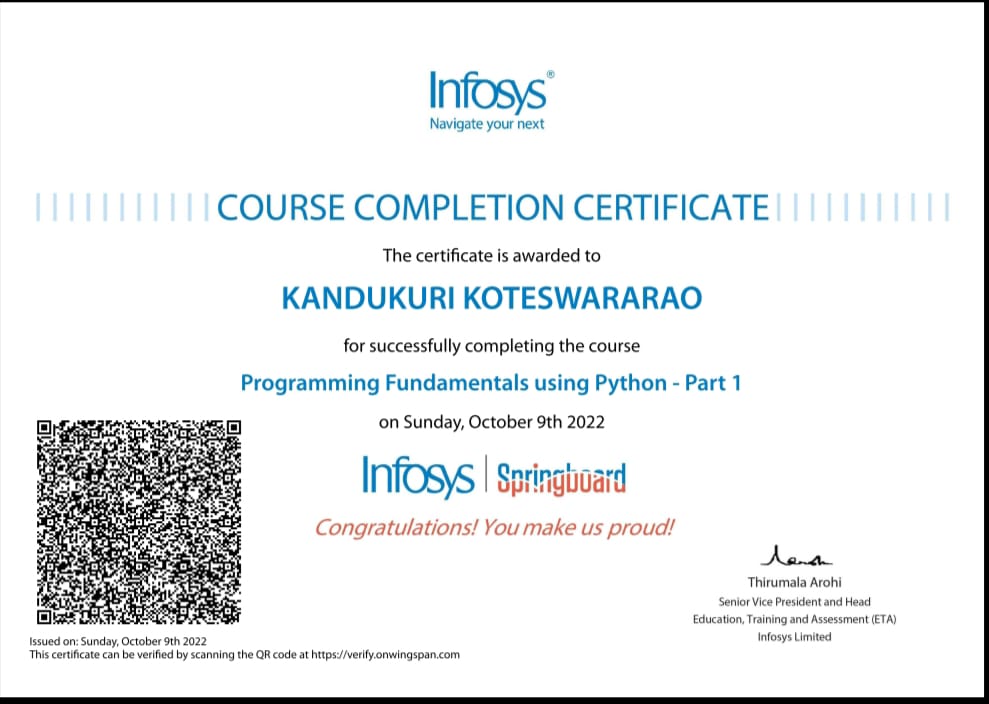 Infosys®
Navigate your next
COURSE COMPLETION CERTIFICATE
The certificate is awarded to
KANDUKURI KOTESWARARAO
for successfully completing the course
Programming Fundamentals using Python - Part 1
on Sunday, October 9th 2022
Infosys | Springboard
Congratulations! You make us proud!
Thirumala Arohi
Senior Vice President and Head
Education, Training and Assessment (ETA)
Infosys Limited
Issued on: Sunday, October 9th 2022
This certificate can be verified by scanning the QR code at https://verify.onwingspan.com